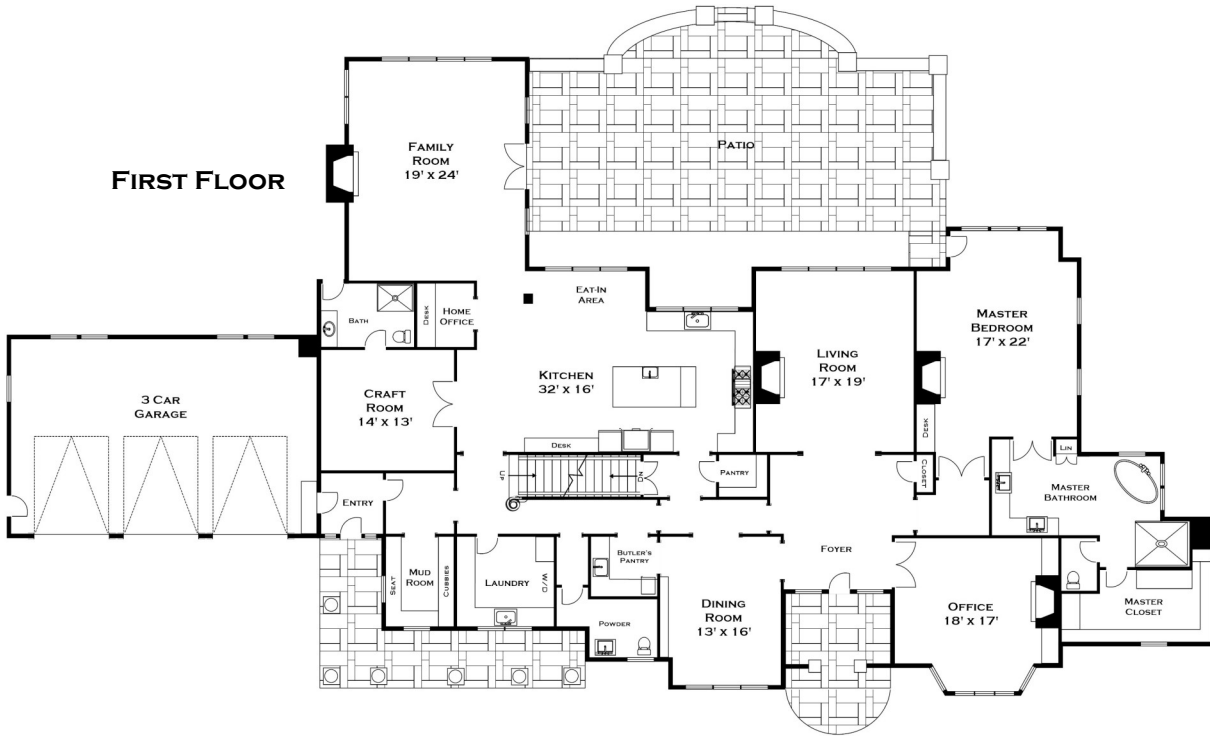 FIRST FLOOR
FAMILY
ROOM
19' x 24'
PATIO
EAT-IN
AREA
BATH
DESK
HOME
OFFICE
MASTER
BEDROOM
17' x 22'
LIVING
ROOM
17' x 19'
KITCHEN
32' x 16'
CRAFT
ROOM
14' x 13'
3 CAR
GARAGE
DESK
DESK
LIN
UP
DN
PANTRY
CLOSET
MASTER
BATHROOM
ENTRY
SEAT
MUD
ROOM
CUBBIES
LAUNDRY
W/D
BUTLER'S
PANTRY
FOYER
POWDER
DINING
ROOM
13' x 16'
OFFICE
18' x 17'
MASTER
CLOSET